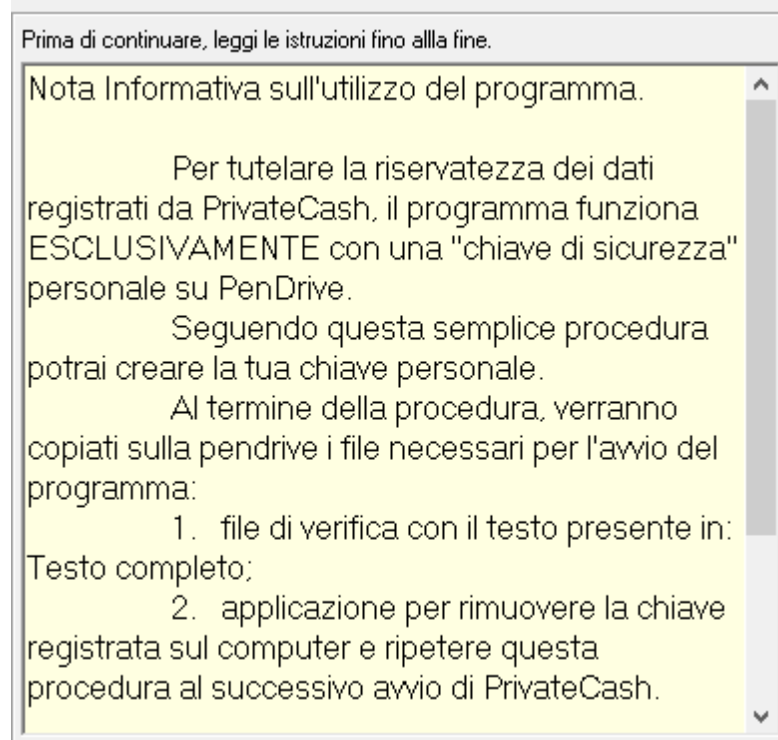 Prima di continuare, leggi le istruzioni fino allla fine.
Nota Informativa sull'utilizzo del programma.
Per tutelare la riservatezza dei dati
registrati da PrivateCash, il programma funziona
ESCLUSIVAMENTE con una "chiave di sicurezza"
personale su PenDrive.
Seguendo questa semplice procedura
potrai creare la tua chiave personale.
Al termine della procedura, verranno
copiati sulla pendrive i file necessari per l'avvio del
programma:
1. file di verifica con il testo presente in:
Testo completo;
2. applicazione per rimuovere la chiave
registrata sul computer e ripetere questa
procedura al successivo avvio di PrivateCash.